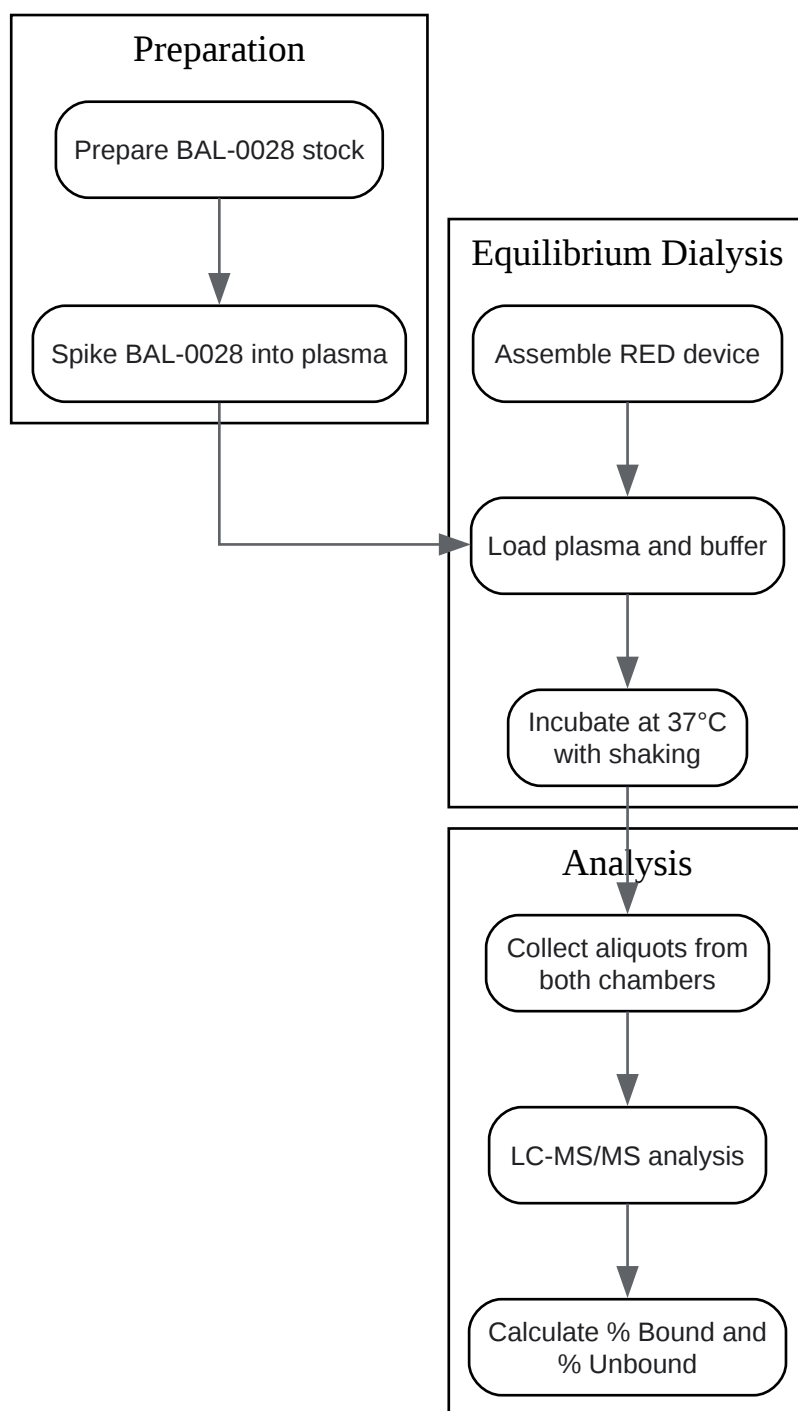 Preparation
Prepare BAL-0028 stock
Spike BAL-0028 into plasma
Equilibrium Dialysis
Assemble RED device
Load plasma and buffer
Incubate at 37°C
with shaking
Analysis
Collect aliquots from
both chambers
LC-MS/MS analysis
Calculate % Bound and
% Unbound